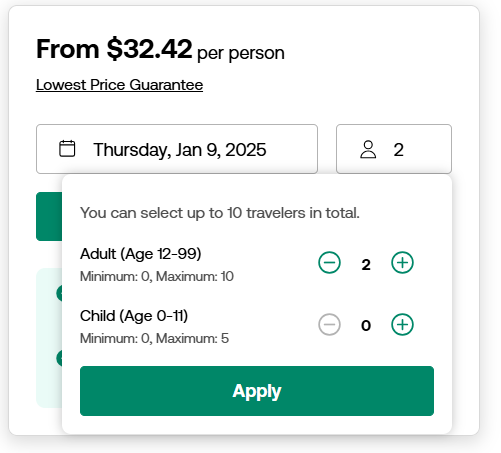 From $32.42 per person
Lowest Price Guarantee
Thursday, Jan 9, 2025
2
You can select up to 10 travelers in total.
Adult (Age 12-99)
2
Minimum: 0, Maximum: 10
Child (Age 0-11)
0
Minimum: 0, Maximum: 5
Apply